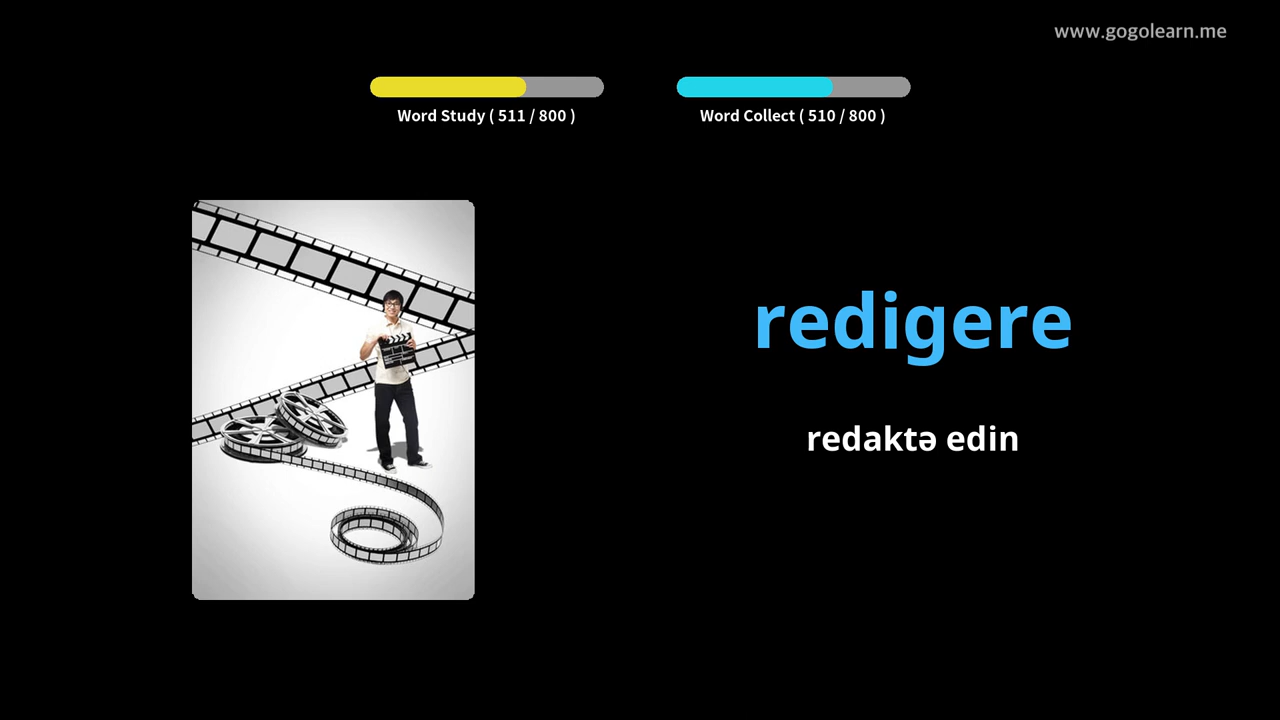 www.gogolearn.me
Word Study ( 511 / 800 )
Word Collect ( 510 / 800 )
redigere
redaktə edin